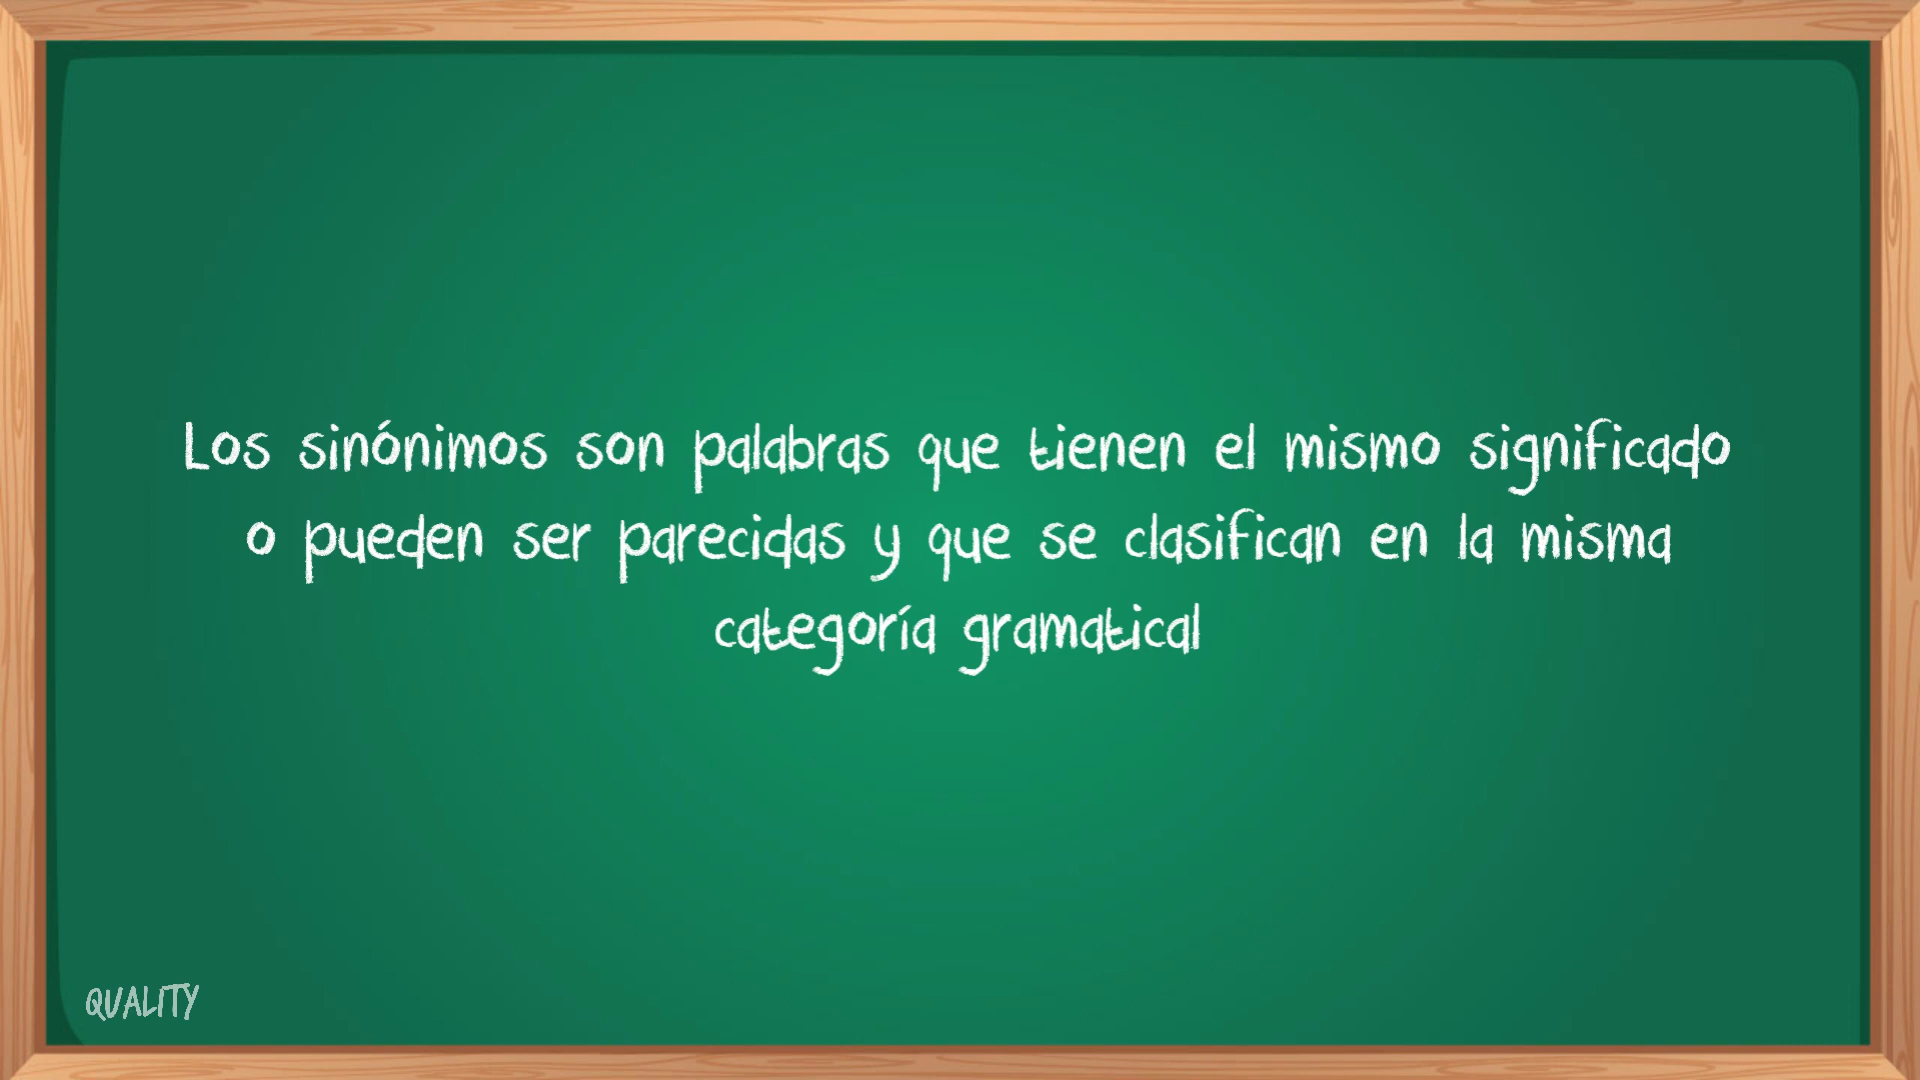 Los sinónimos son palabras que tienen el mismo significado
o pueden ser parecidas y que se clasifican en la misma
categoría gramatical
QUALITY